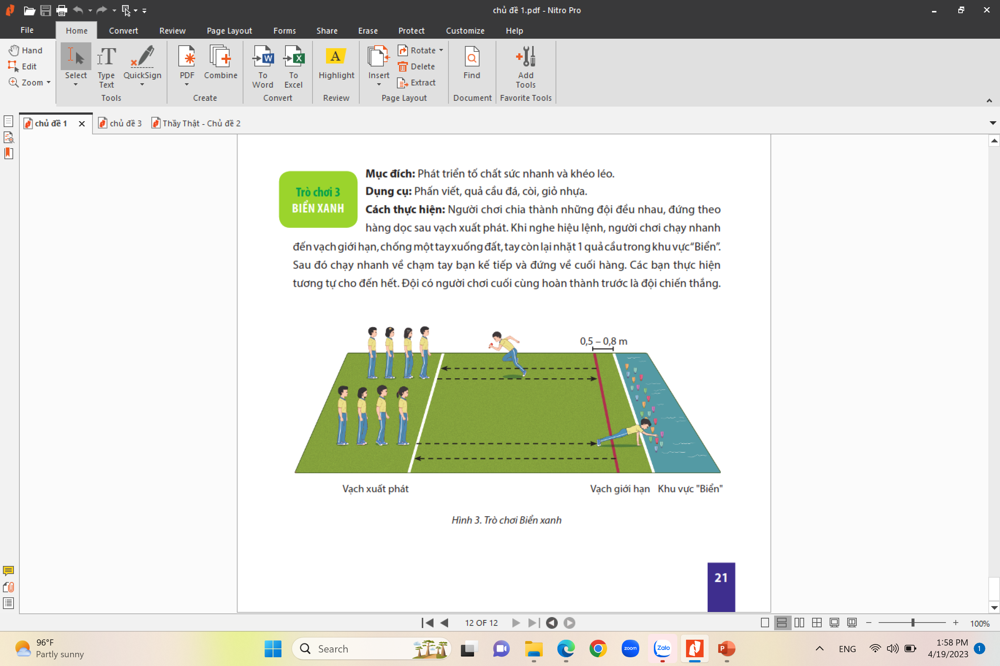 chủ đề 1.pdf - Nitro Pro
File Home Convert Review Page Layout Forms Share Erase Protect Customize Help
Hand
Edit
Zoom
Select
Type Text
QuickSign
Tools
PDF
Combine
Create
To Word
To Excel
Convert
A
Highlight
Review
Insert
Rotate
Delete
Extract
Page Layout
Find
Document
Add Tools
Favorite Tools
chủ đề 1
chủ đề 3
Thầy Thật - Chủ đề 2
Trò chơi 3
BIỂN XANH
Mục đích: Phát triển tố chất sức nhanh và khéo léo.
Dụng cụ: Phấn viết, quả cầu đá, còi, giỏ nhựa.
Cách thực hiện: Người chơi chia thành những đội đều nhau, đứng theo
hàng dọc sau vạch xuất phát. Khi nghe hiệu lệnh, người chơi chạy nhanh
đến vạch giới hạn, chống một tay xuống đất, tay còn lại nhặt 1 quả cầu trong khu vực “Biển”.
Sau đó chạy nhanh về chạm tay bạn kế tiếp và đứng về cuối hàng. Các bạn thực hiện
tương tự cho đến hết. Đội có người chơi cuối cùng hoàn thành trước là đội chiến thắng.
0,5 – 0,8 m
Vạch xuất phát
Vạch giới hạn
Khu vực "Biển"
Hình 3. Trò chơi Biển xanh
21
12 OF 12
100%
96°F
Partly sunny
Search
zoom
Zalo
P
ENG
1:58 PM
4/19/2023
1